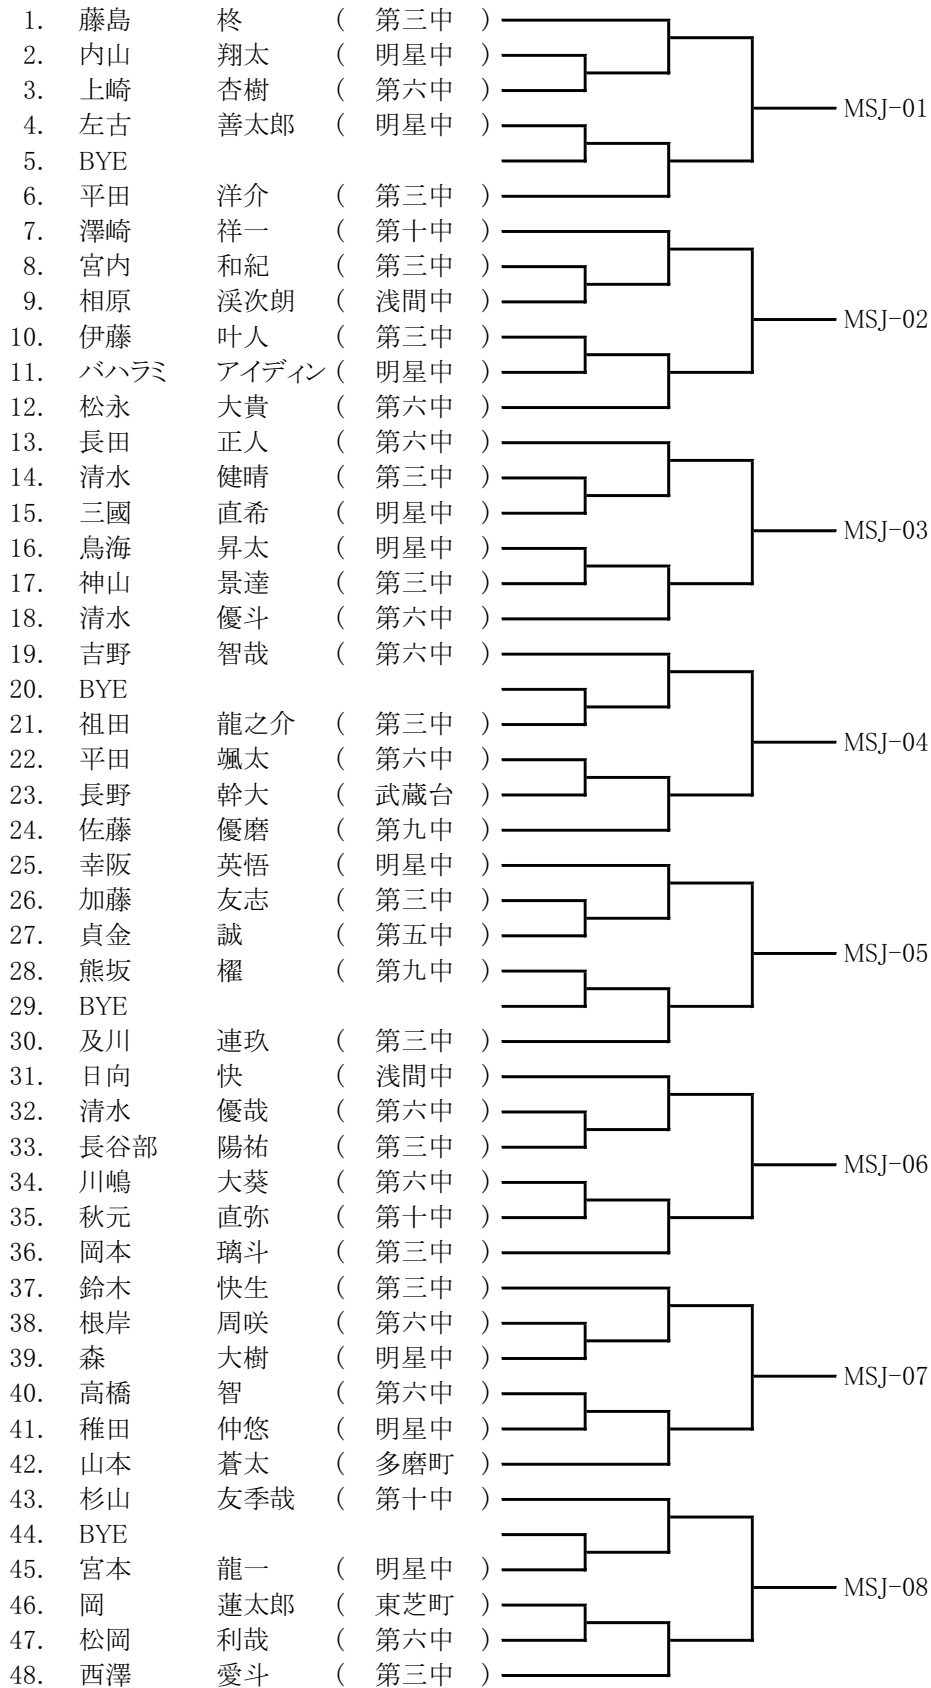 1. 藤島 柊 ( 第三中 )
2. 内山 翔太 ( 明星中 )
3. 上崎 杏樹 ( 第六中 )
MSJ-01
4. 左古 善太郎 ( 明星中 )
5. BYE
6. 平田 洋介 ( 第三中 )
7. 澤崎 祥一 ( 第十中 )
8. 宮内 和紀 ( 第三中 )
9. 相原 渓次朗 ( 浅間中 )
MSJ-02
10. 伊藤 叶人 ( 第三中 )
11. バハラミ アイディン ( 明星中 )
12. 松永 大貴 ( 第六中 )
13. 長田 正人 ( 第六中 )
14. 清水 健晴 ( 第三中 )
15. 三國 直希 ( 明星中 )
MSJ-03
16. 鳥海 昇太 ( 明星中 )
17. 神山 景達 ( 第三中 )
18. 清水 優斗 ( 第六中 )
19. 吉野 智哉 ( 第六中 )
20. BYE
21. 祖田 龍之介 ( 第三中 )
MSJ-04
22. 平田 颯太 ( 第六中 )
23. 長野 幹大 ( 武蔵台 )
24. 佐藤 優磨 ( 第九中 )
25. 幸阪 英悟 ( 明星中 )
26. 加藤 友志 ( 第三中 )
27. 貞金 誠 ( 第五中 )
MSJ-05
28. 熊坂 櫂 ( 第九中 )
29. BYE
30. 及川 連玖 ( 第三中 )
31. 日向 快 ( 浅間中 )
32. 清水 優哉 ( 第六中 )
33. 長谷部 陽祐 ( 第三中 )
MSJ-06
34. 川嶋 大葵 ( 第六中 )
35. 秋元 直弥 ( 第十中 )
36. 岡本 璃斗 ( 第三中 )
37. 鈴木 快生 ( 第三中 )
38. 根岸 周咲 ( 第六中 )
39. 森 大樹 ( 明星中 )
MSJ-07
40. 高橋 智 ( 第六中 )
41. 稚田 仲悠 ( 明星中 )
42. 山本 蒼太 ( 多磨町 )
43. 杉山 友季哉 ( 第十中 )
44. BYE
45. 宮本 龍一 ( 明星中 )
MSJ-08
46. 岡 蓮太郎 ( 東芝町 )
47. 松岡 利哉 ( 第六中 )
48. 西澤 愛斗 ( 第三中 )